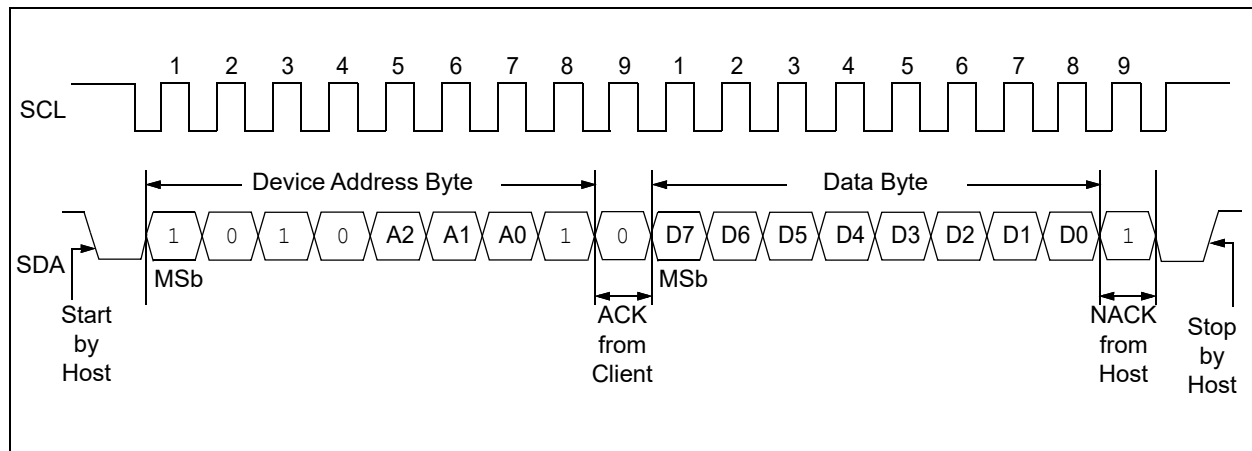 1 2 3 4 5 6 7 8 9 1 2 3 4 5 6 7 8 9
SCL
Device Address Byte
Data Byte
SDA
1 0 1 0 A2 A1 A0 1 0 D7 D6 D5 D4 D3 D2 D1 D0 1
MSb
MSb
Start
by
Host
ACK
from
Client
NACK
from
Host
Stop
by
Host